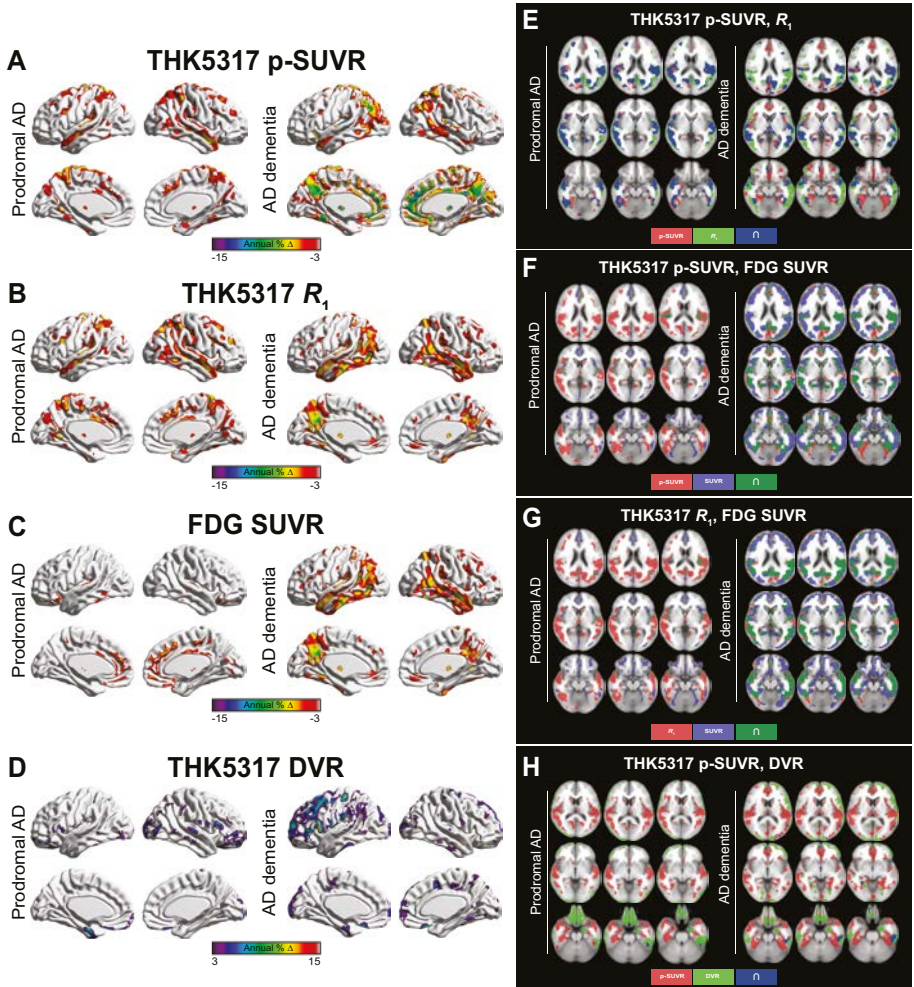 A
THK5317 p-SUVR
Prodromal AD
AD dementia
Annual % Δ
-15
-3
B
THK5317 R1
Prodromal AD
AD dementia
Annual % Δ
-15
-3
C
FDG SUVR
Prodromal AD
AD dementia
Annual % Δ
-15
-3
D
THK5317 DVR
Prodromal AD
AD dementia
Annual % Δ
3
15
E
THK5317 p-SUVR, R1
Prodromal AD
AD dementia
p-SUVR R1 ∩
F
THK5317 p-SUVR, FDG SUVR
Prodromal AD
AD dementia
p-SUVR SUVR ∩
G
THK5317 R1, FDG SUVR
Prodromal AD
AD dementia
R1 SUVR ∩
H
THK5317 p-SUVR, DVR
Prodromal AD
AD dementia
p-SUVR DVR ∩